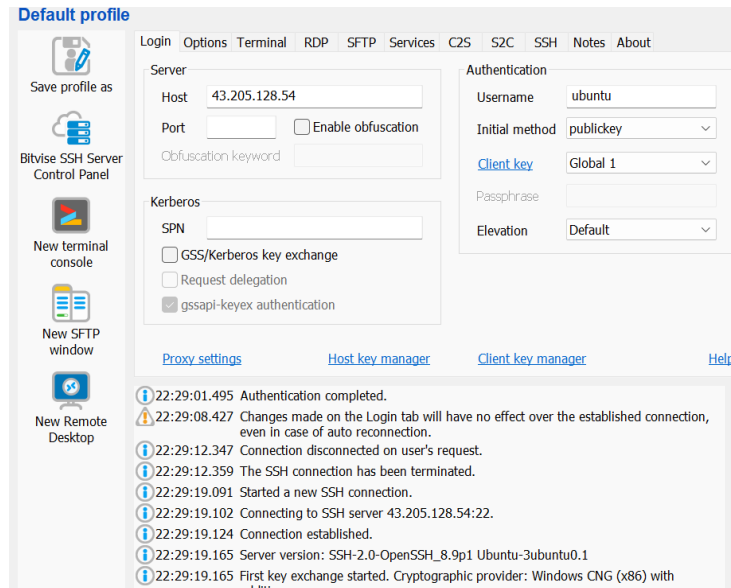 Default profile
Save profile as
Bitvise SSH Server
Control Panel
New terminal
console
New SFTP
window
New Remote
Desktop
Login Options Terminal RDP SFTP Services C2S S2C SSH Notes About
Server
Host 43.205.128.54
Port Enable obfuscation
Obfuscation keyword
Kerberos
SPN
GSS/Kerberos key exchange
Request delegation
gssapi-keyex authentication
Authentication
Username ubuntu
Initial method publickey
Client key Global 1
Passphrase
Elevation Default
Proxy settings Host key manager Client key manager Help
22:29:01.495 Authentication completed.
22:29:08.427 Changes made on the Login tab will have no effect over the established connection,
even in case of auto reconnection.
22:29:12.347 Connection disconnected on user's request.
22:29:12.359 The SSH connection has been terminated.
22:29:19.091 Started a new SSH connection.
22:29:19.102 Connecting to SSH server 43.205.128.54:22.
22:29:19.124 Connection established.
22:29:19.165 Server version: SSH-2.0-OpenSSH_8.9p1 Ubuntu-3ubuntu0.1
22:29:19.165 First key exchange started. Cryptographic provider: Windows CNG (x86) with